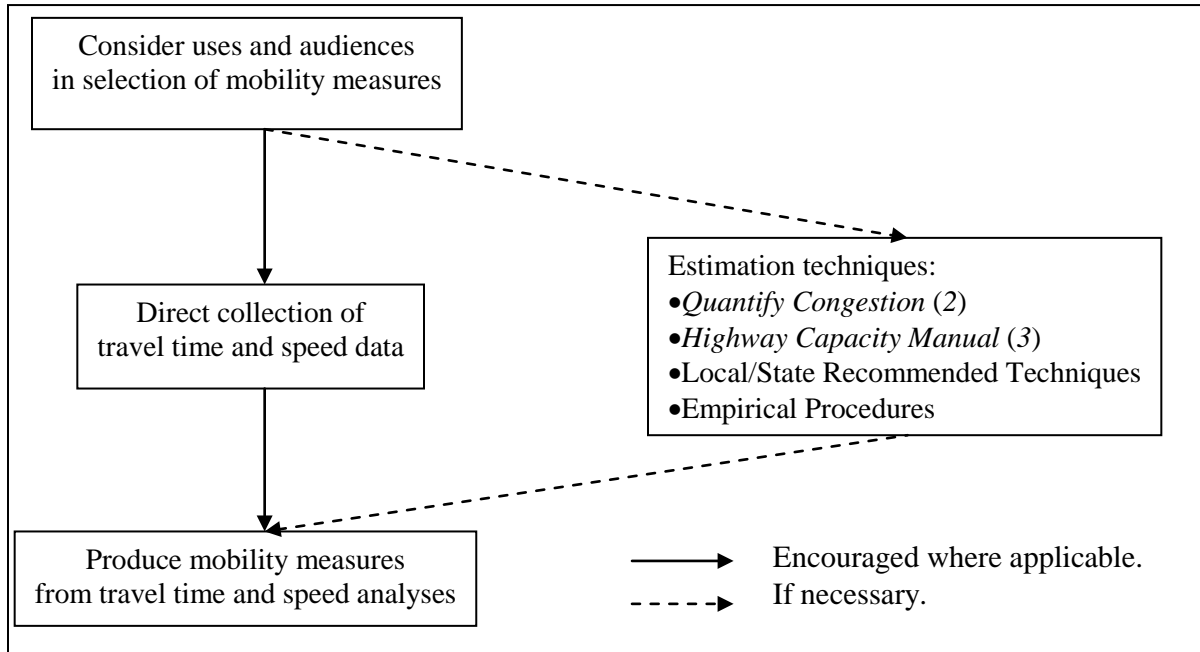 Consider uses and audiences
in selection of mobility measures
Direct collection of
travel time and speed data
Estimation techniques:
•Quantify Congestion (2)
•Highway Capacity Manual (3)
•Local/State Recommended Techniques
•Empirical Procedures
Produce mobility measures
from travel time and speed analyses
Encouraged where applicable.
If necessary.